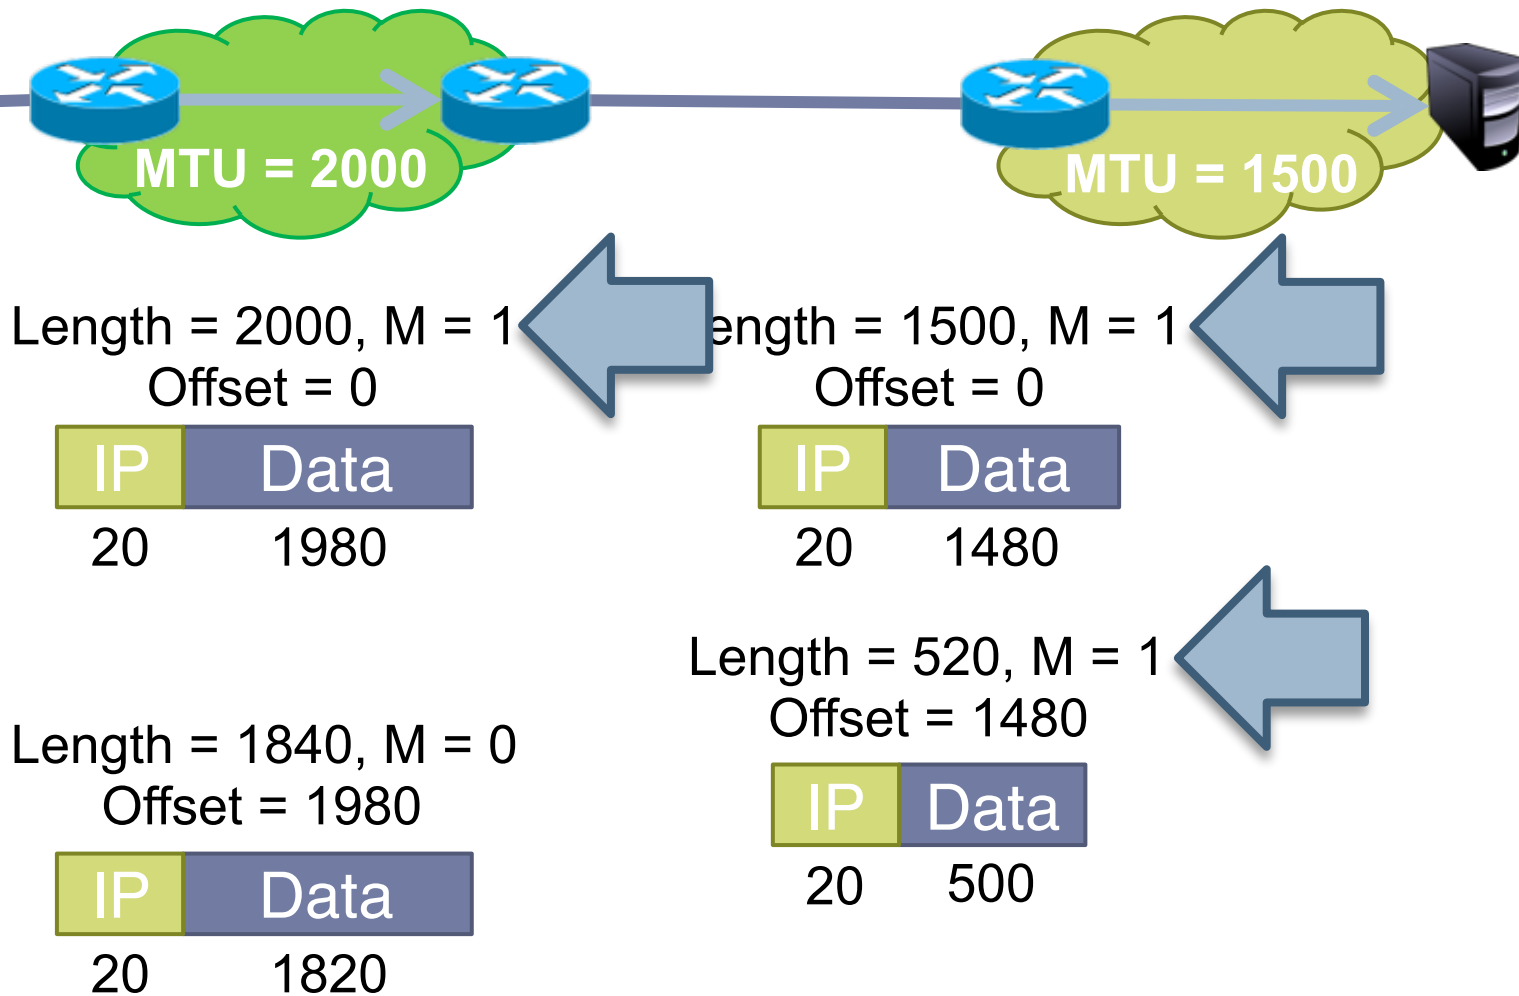 MTU = 2000
MTU = 1500
Length = 2000, M = 1
Offset = 0
IP Data
20 1980
ength = 1500, M = 1
Offset = 0
IP Data
20 1480
Length = 1840, M = 0
Offset = 1980
IP Data
20 1820
Length = 520, M = 1
Offset = 1480
IP Data
20 500